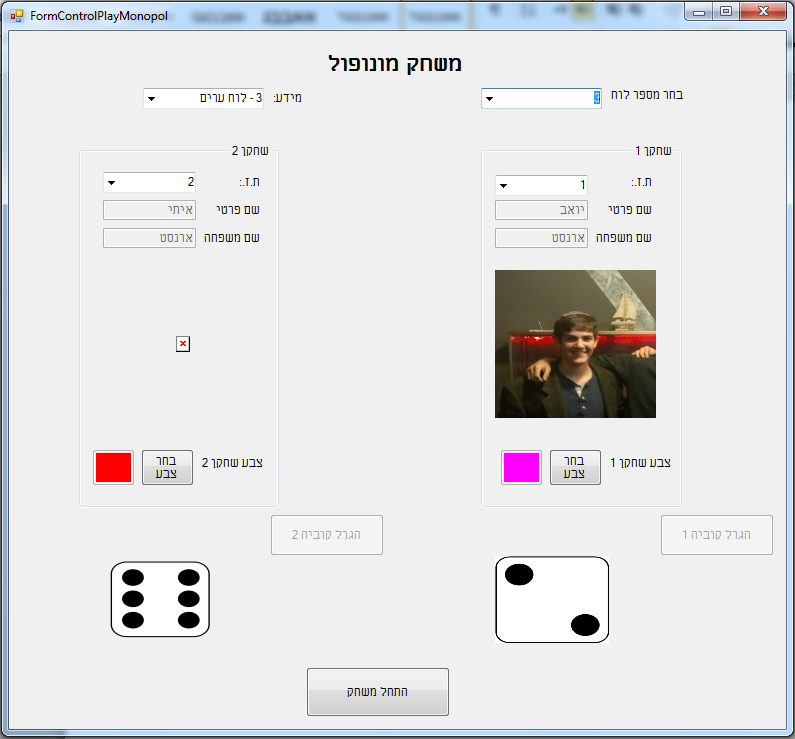 FormControlPlayMonopol
משחק מונופול
בחר מספר לוח 3
מידע: 3 - לוח ערים
שחקן 1
ת.ז.: 1
שם פרטי יואב
שם משפחה ארנסט
צבע שחקן 1
בחר
צבע
הגרל קוביה 1
שחקן 2
ת.ז.: 2
שם פרטי איתי
שם משפחה ארנסט
צבע שחקן 2
בחר
צבע
הגרל קוביה 2
התחל משחק